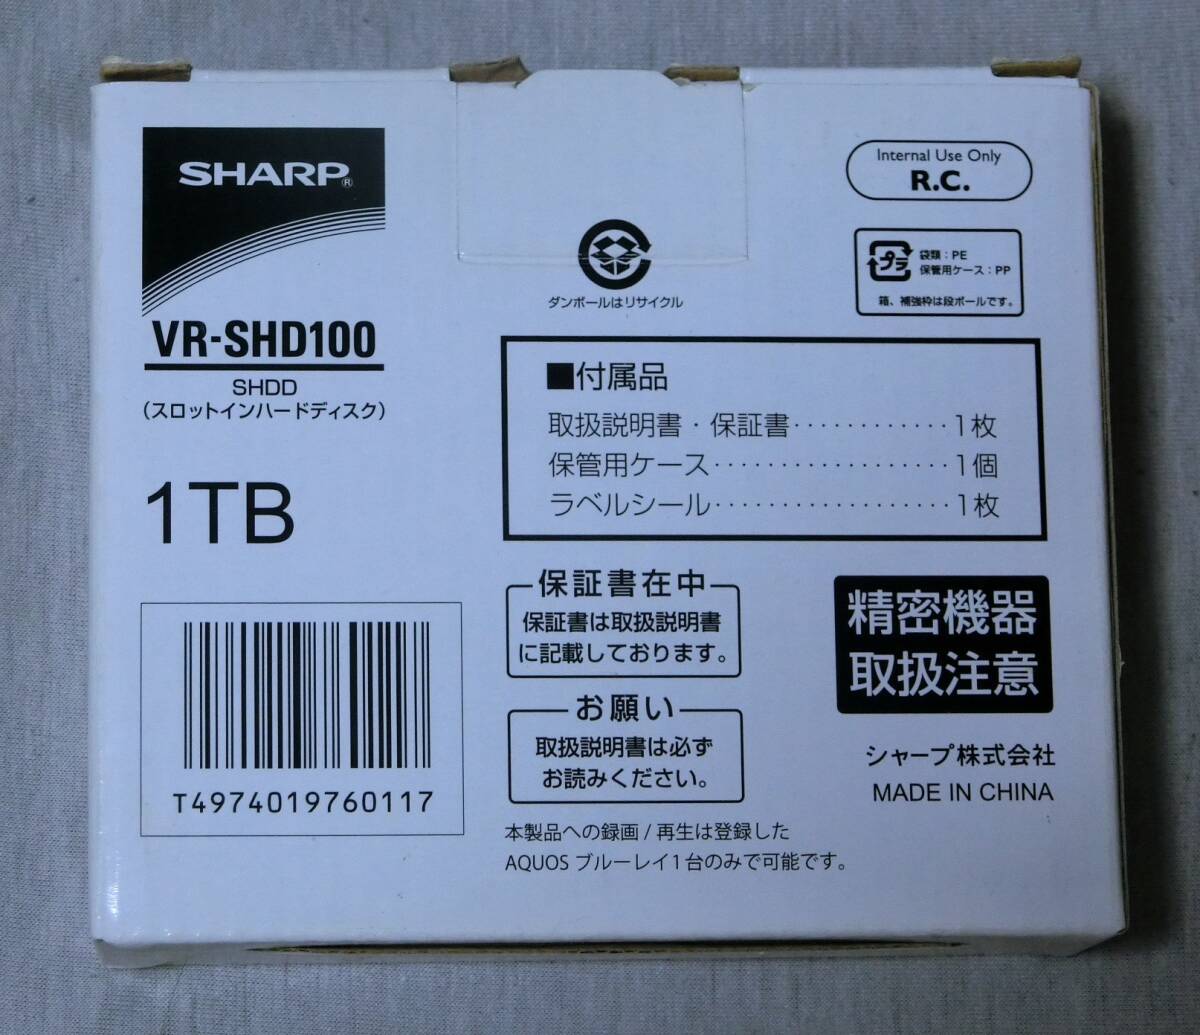 SHARP®
VR-SHD100
SHDD
(スロットインハードディスク)
1TB
T4974019760117
ダンボールはリサイクル
Internal Use Only
R.C.
プラ
袋類：PE
保管用ケース：PP
箱、補強枠は段ボールです。
■付属品
取扱説明書・保証書············1枚
保管用ケース··················1個
ラベルシール··················1枚
保証書在中
保証書は取扱説明書
に記載しております。
お願い
取扱説明書は必ず
お読みください。
精密機器
取扱注意
シャープ株式会社
MADE IN CHINA
本製品への録画/再生は登録した
AQUOS ブルーレイ1台のみで可能です。